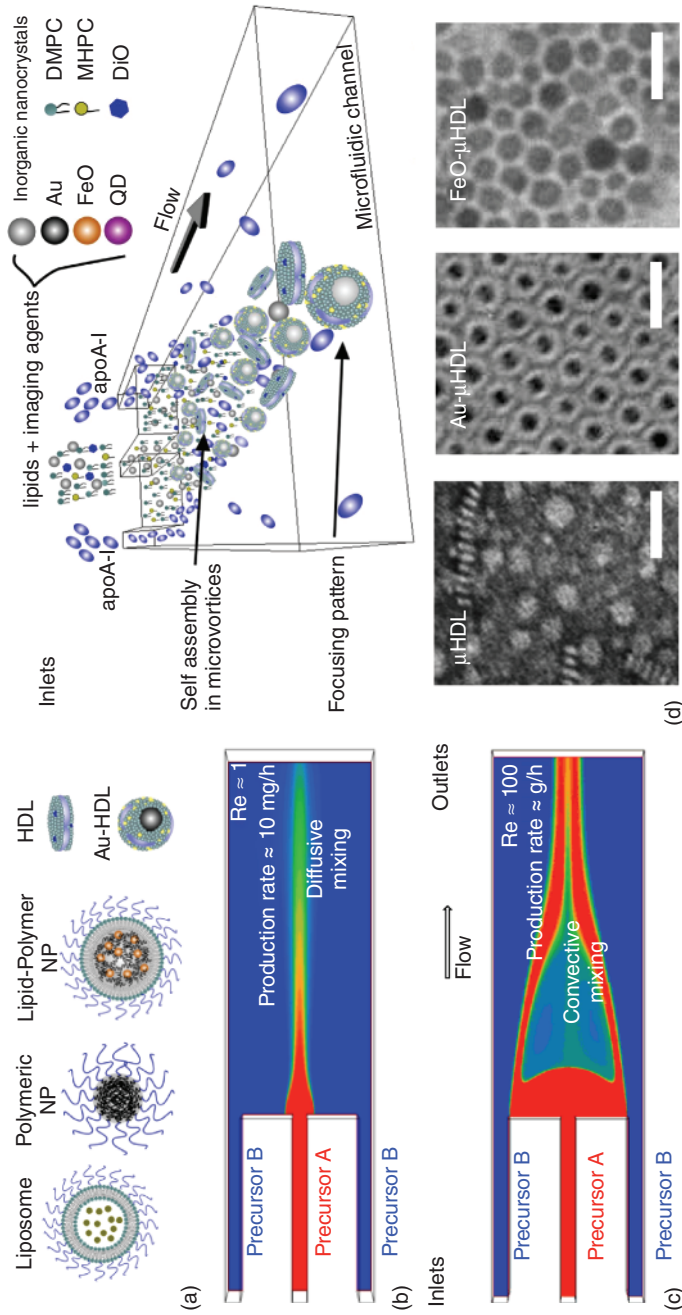 Liposome
Polymeric
NP
Lipid-Polymer
NP
HDL
Au-HDL
(a)
Precursor B
Precursor A
Precursor B
Re ≈ 1
Production rate ≈ 10 mg/h
Diffusive
mixing
(b)
Inlets
Flow
Outlets
Precursor B
Precursor A
Precursor B
Re ≈ 100
Production rate ≈ g/h
Convective
mixing
(c)
Inlets
lipids + imaging agents
apoA-I
apoA-I
Inorganic nanocrystals
Au
FeO
QD
DMPC
MHPC
DiO
Flow
Self assembly
in microvortices
Focusing pattern
Microfluidic channel
µHDL
Au-µHDL
FeO-µHDL
(d)